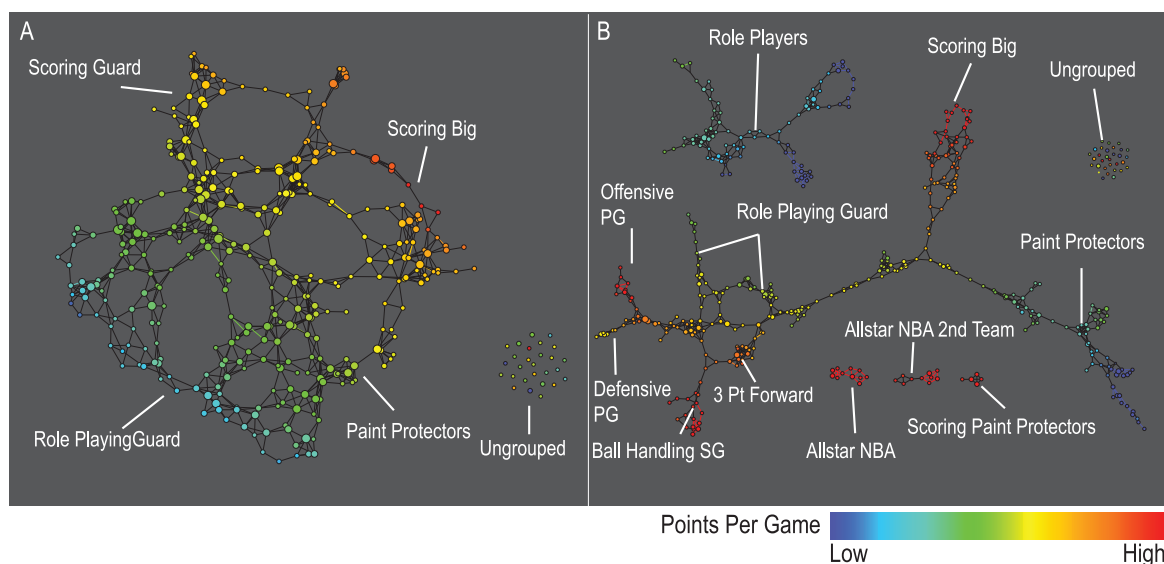 A
Scoring Guard
Scoring Big
Role PlayingGuard
Paint Protectors
Ungrouped
B
Role Players
Scoring Big
Ungrouped
Offensive
PG
Role Playing Guard
Paint Protectors
Allstar NBA 2nd Team
Defensive
PG
3 Pt Forward
Ball Handling SG
Allstar NBA
Scoring Paint Protectors
Points Per Game
Low
High